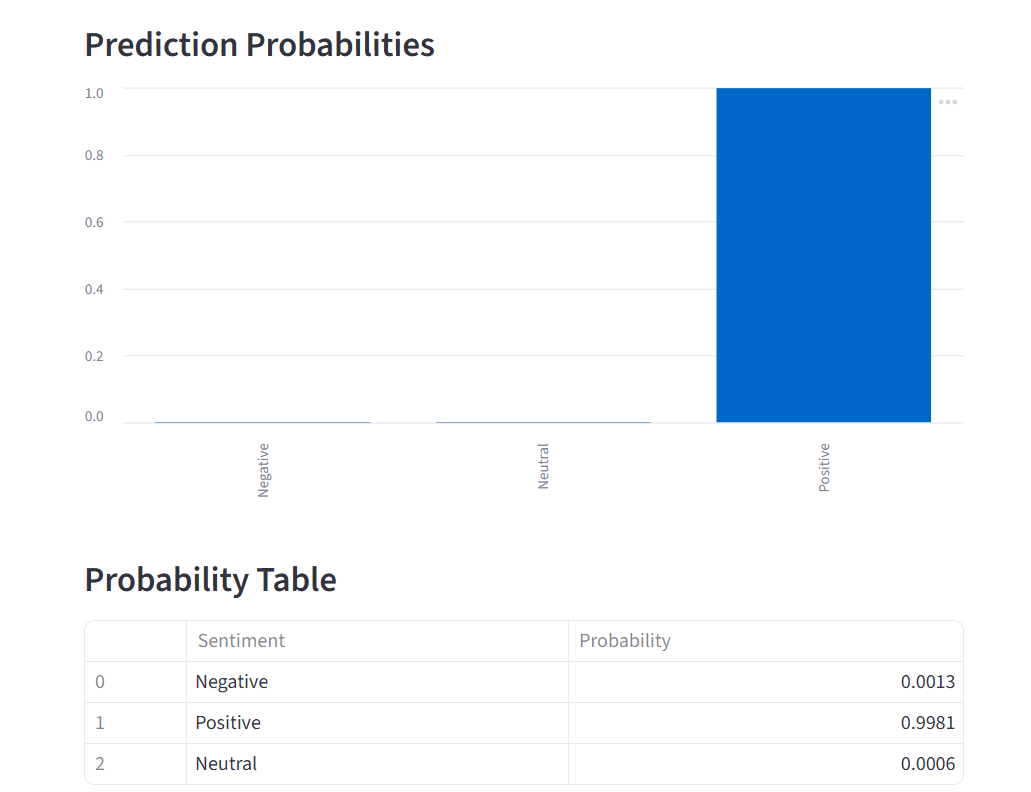 Prediction Probabilities
1.0
0.8
0.6
0.4
0.2
0.0
Negative
Neutral
Positive
Probability Table
Sentiment Probability
0 Negative 0.0013
1 Positive 0.9981
2 Neutral 0.0006